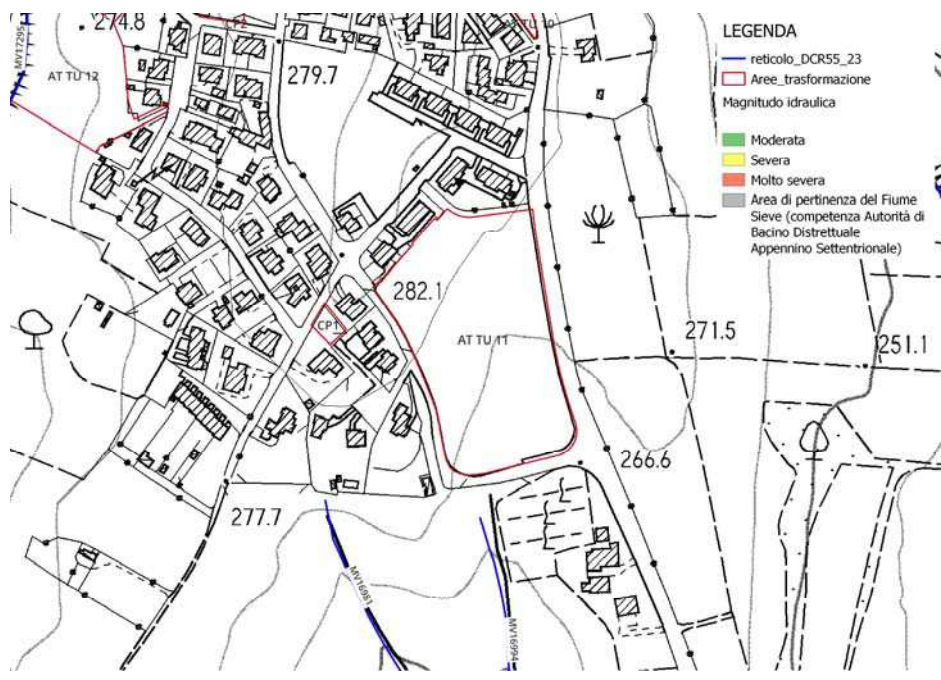 274.8
CP2
AT TU 10
MV17295
AT TU 12
279.7
LEGENDA
reticolo_DCR55_23
Aree_trasformazione
Magnitudo idraulica
Moderata
Severa
Molto severa
Area di pertinenza del Fiume
Sieve (competenza Autorità di
Bacino Distrettuale
Appennino Settentrionale)
282.1
CP1
AT TU 11
271.5
251.1
266.6
277.7
MV16981
MV16994